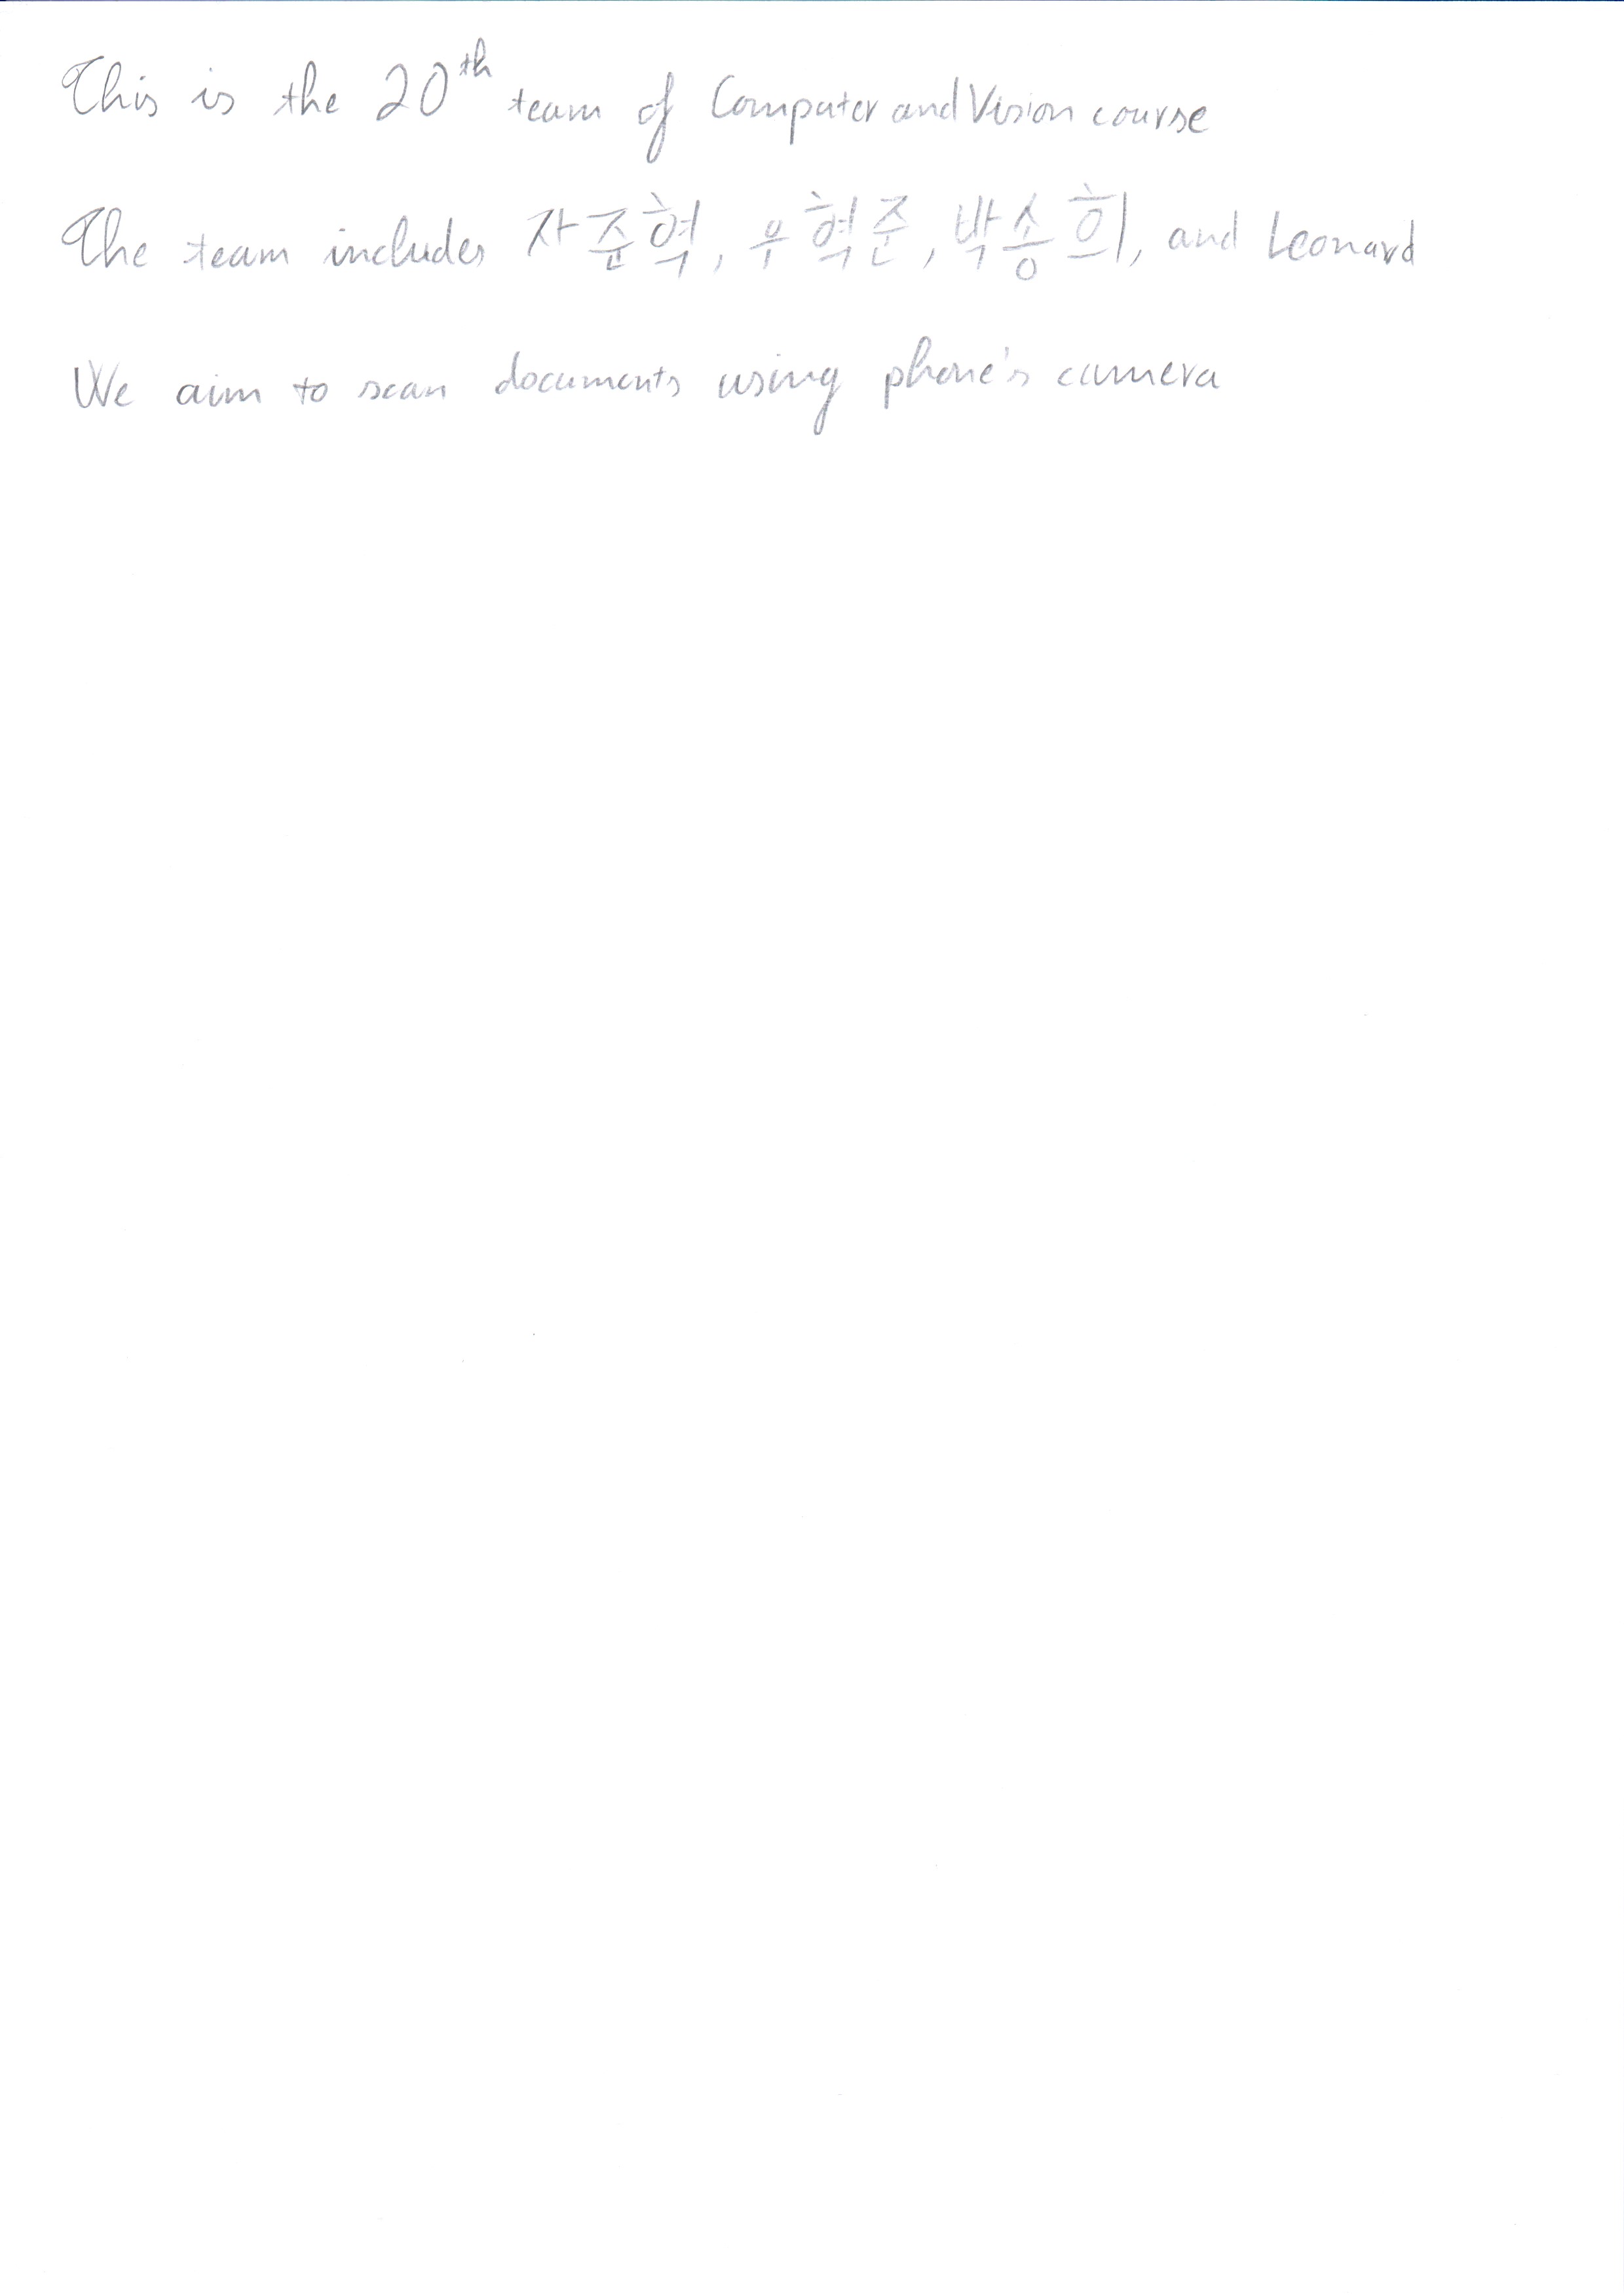 This is the 20th team of Computer and Vision course
The team includes 자준혁, 우혁준, 박송희, and Leonard
We aim to scan documents using phone's camera